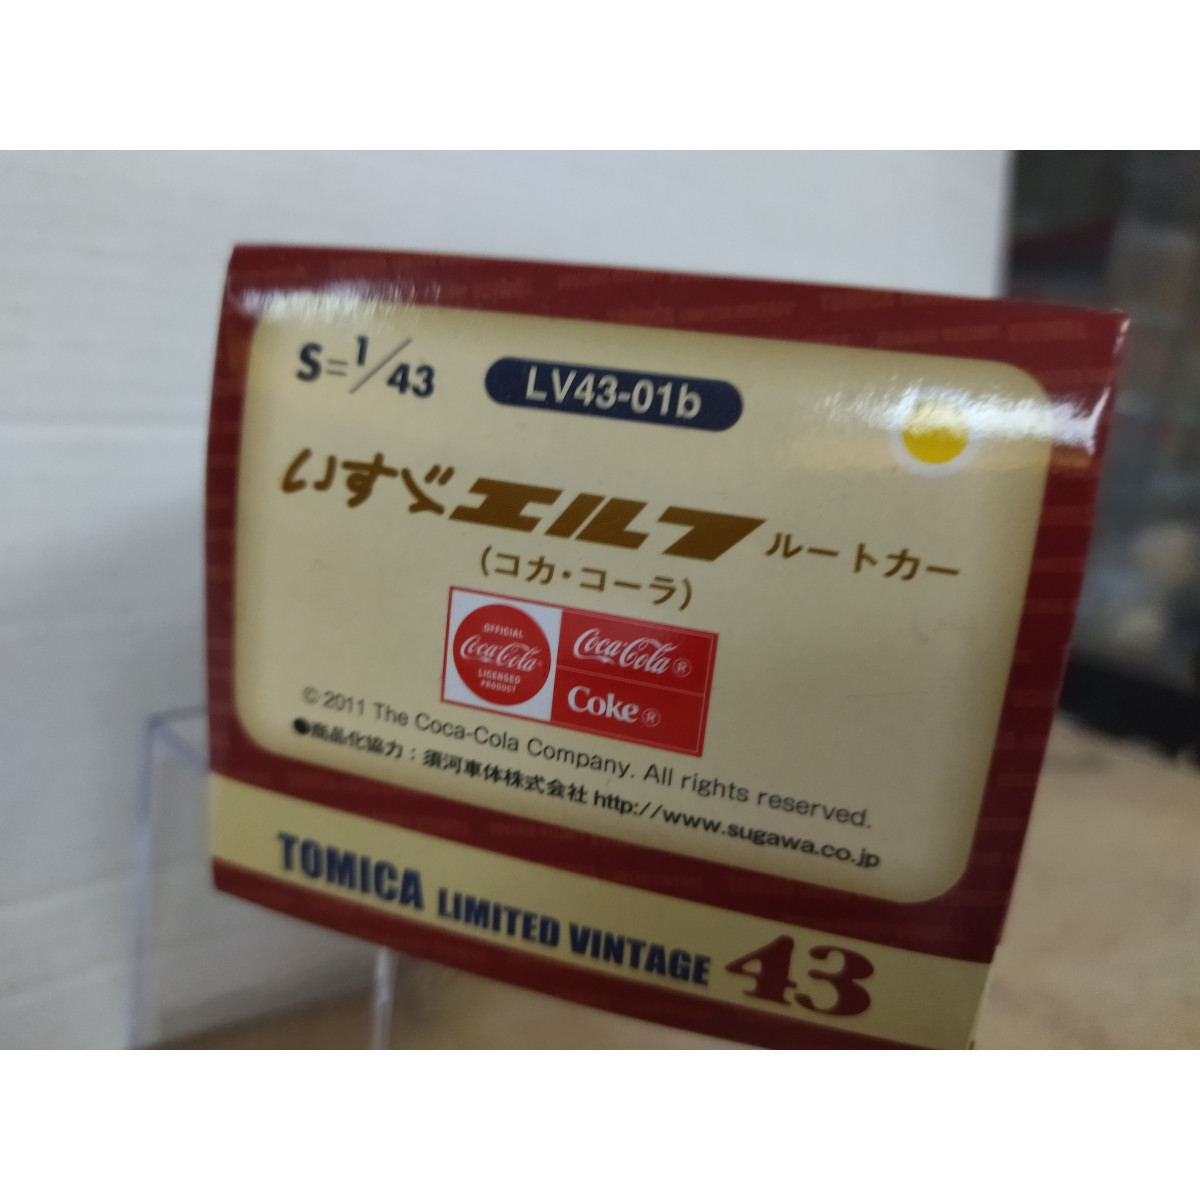 S=1/43
LV43-01b
いすゞエルフ ルートカー
(コカ・コーラ)
OFFICIAL
Coca-Cola®
LICENSED
PRODUCT
Coca-Cola®
Coke®
© 2011 The Coca-Cola Company. All rights reserved.
●商品化協力：須河車体株式会社 http://www.sugawa.co.jp
TOMICA LIMITED VINTAGE 43